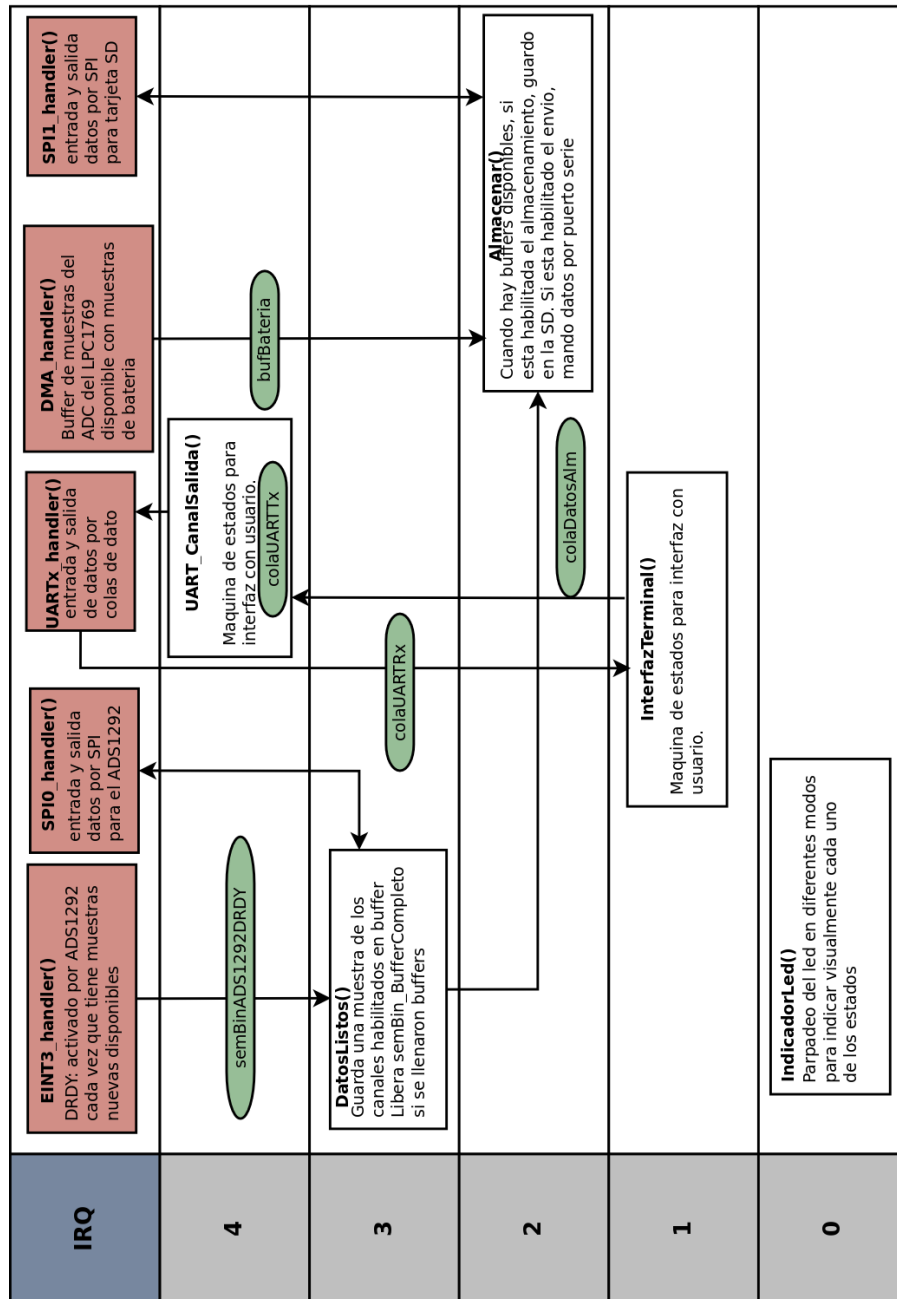 IRQ
EINT3_handler()
DRDY: activado por ADS1292
cada vez que tiene muestras
nuevas disponibles
SPI0_handler()
entrada y salida
datos por SPI
para el ADS1292
UARTx_handler()
entrada y salida
de datos por
colas de dato
DMA_handler()
Buffer de muestras del
ADC del LPC1769
disponible con muestras
de bateria
SPI1_handler()
entrada y salida
datos por SPI
para tarjeta SD
4
semBinADS1292DRDY
UART_CanalSalida()
Maquina de estados para
interfaz con usuario.
colaUARTTx
bufBateria
3
DatosListos()
Guarda una muestra de los
canales habilitados en buffer
Libera semBin_BufferCompleto
si se llenaron buffers
colaUARTRx
2
colaDatosAlm
Almacenar()
Cuando hay buffers disponibles, si
esta habilitada el almacenamiento, guardo
en la SD. Si esta habilitado el envio,
mando datos por puerto serie
1
InterfazTerminal()
Maquina de estados para interfaz con
usuario.
0
IndicadorLed()
Parpadeo del led en diferentes modos
para indicar visualmente cada uno
de los estados